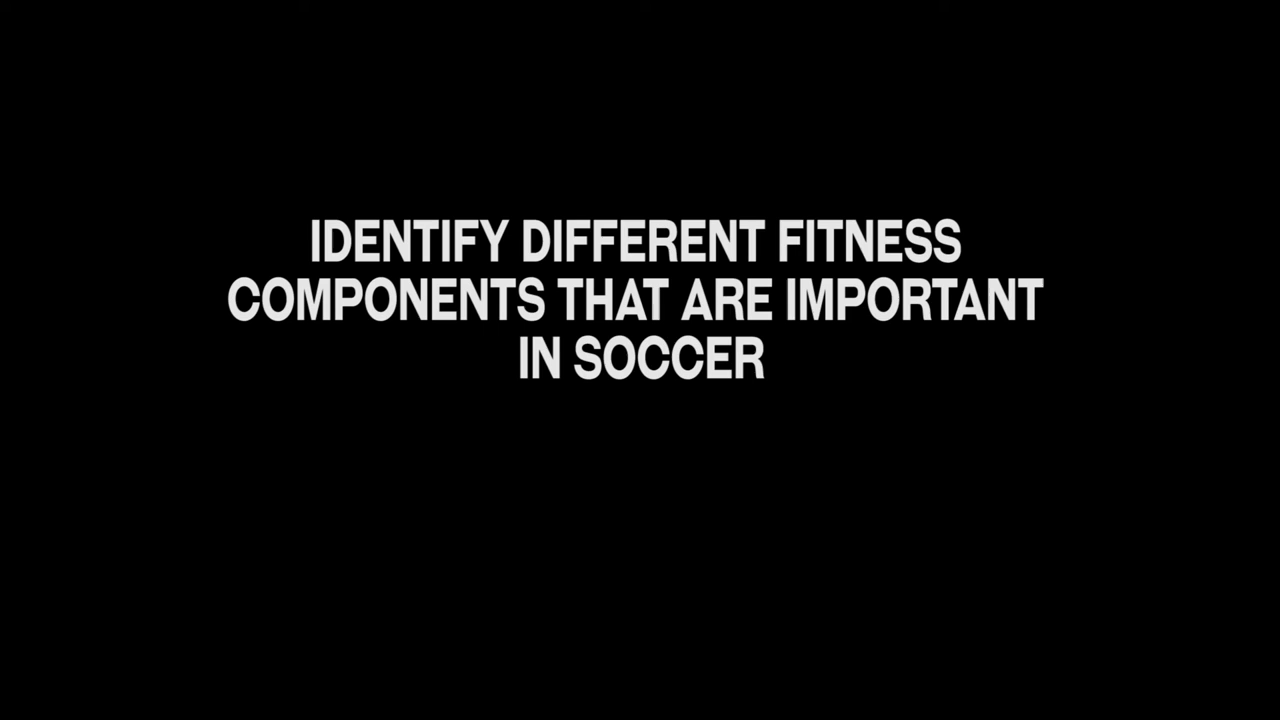 IDENTIFY DIFFERENT FITNESS
COMPONENTS THAT ARE IMPORTANT
IN SOCCER